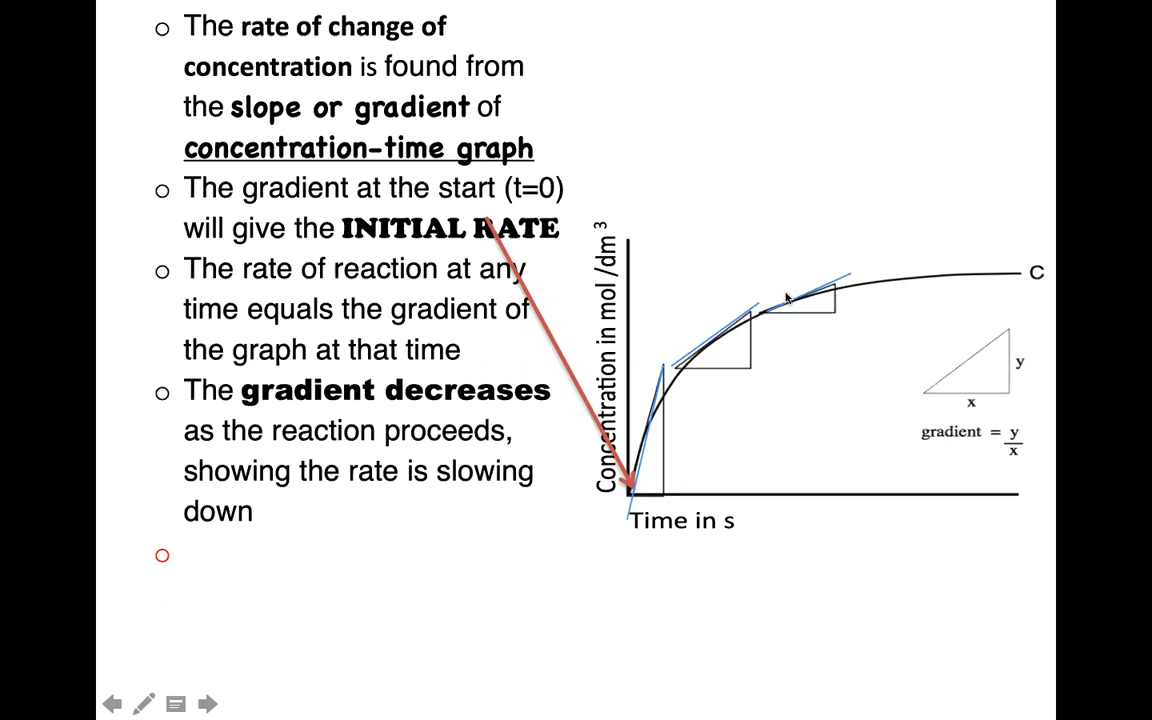 The rate of change of
concentration is found from
the slope or gradient of
concentration-time graph
The gradient at the start (t=0)
will give the INITIAL RATE
The rate of reaction at any
time equals the gradient of
the graph at that time
The gradient decreases
as the reaction proceeds,
showing the rate is slowing
down
Concentration in mol /dm ³
C
y
x
gradient = y
x
Time in s